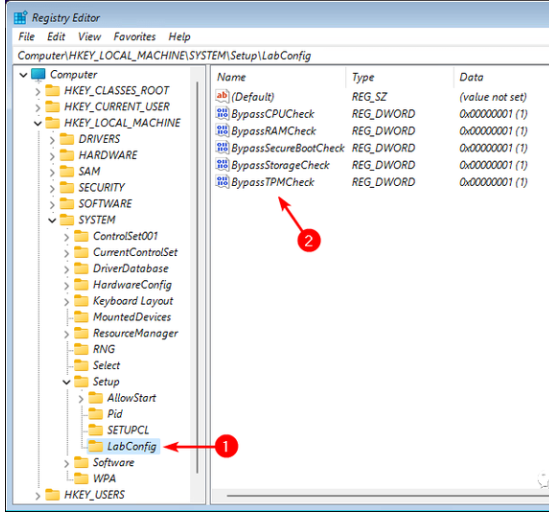 Registry Editor
File Edit View Favorites Help
Computer\HKEY_LOCAL_MACHINE\SYSTEM\Setup\LabConfig
Computer
HKEY_CLASSES_ROOT
HKEY_CURRENT_USER
HKEY_LOCAL_MACHINE
DRIVERS
HARDWARE
SAM
SECURITY
SOFTWARE
SYSTEM
ControlSet001
CurrentControlSet
DriverDatabase
HardwareConfig
Keyboard Layout
MountedDevices
ResourceManager
RNG
Select
Setup
AllowStart
Pid
SETUPCL
LabConfig
Software
WPA
HKEY_USERS
1
Name Type Data
ab (Default) REG_SZ (value not set)
BypassCPUCheck REG_DWORD 0x00000001 (1)
BypassRAMCheck REG_DWORD 0x00000001 (1)
BypassSecureBootCheck REG_DWORD 0x00000001 (1)
BypassStorageCheck REG_DWORD 0x00000001 (1)
BypassTPMCheck REG_DWORD 0x00000001 (1)
2